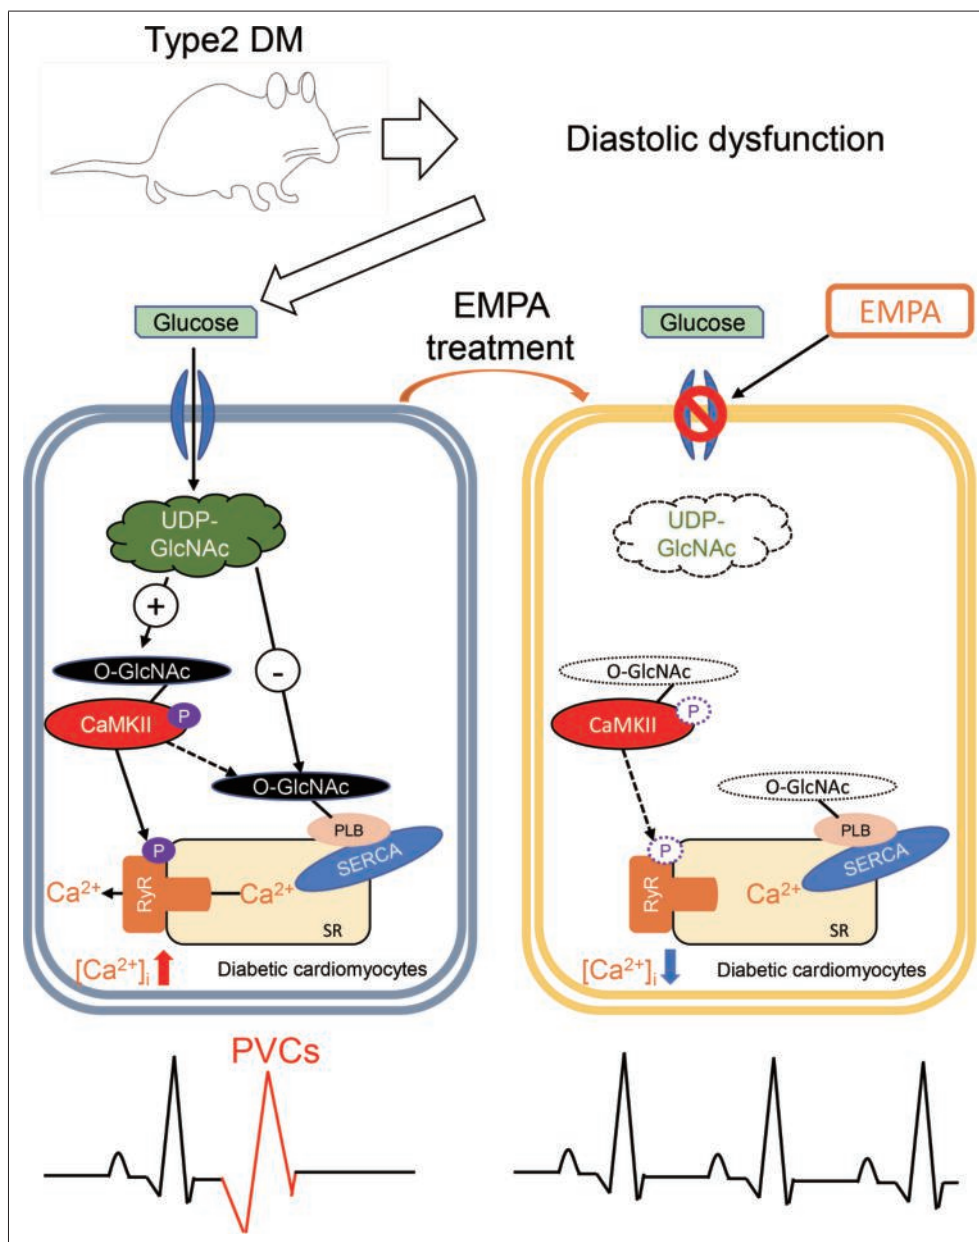 Type2 DM
Diastolic dysfunction
Glucose
EMPA
treatment
Glucose
EMPA
UDP-
GlcNAc
+
-
O-GlcNAc
CaMKII
P
O-GlcNAc
PLB
SERCA
P
RyR
Ca²⁺
Ca²⁺
SR
[Ca²⁺]ᵢ
Diabetic cardiomyocytes
UDP-
GlcNAc
O-GlcNAc
CaMKII
P
O-GlcNAc
PLB
SERCA
P
RyR
Ca²⁺
SR
[Ca²⁺]ᵢ
Diabetic cardiomyocytes
PVCs